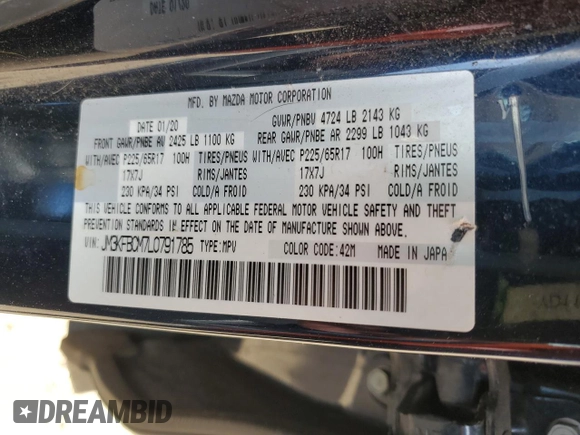 DATE 01/20
MFD. BY MAZDA MOTOR CORPORATION
DATE 01/20 GVWR/PNBV 4724 LB 2143 KG
FRONT GAWR/PNBE AV 2425 LB 1100 KG REAR GAWR/PNBE AR 2299 LB 1043 KG
WITH/AVEC P225/65R17 100H TIRES/PNEUS WITH/AVEC P225/65R17 100H TIRES/PNEUS
17X7J RIMS/JANTES 17X7J RIMS/JANTES
230 KPA/34 PSI COLD/A FROID 230 KPA/34 PSI COLD/A FROID
THIS VEHICLE CONFORMS TO ALL APPLICABLE FEDERAL MOTOR VEHICLE SAFETY AND THEFT
PREVENTION STANDARDS IN EFFECT ON THE DATE OF MANUFACTURE SHOWN ABOVE.
VIN: JM3KFBCM7L0791785 TYPE:MPV COLOR CODE:42M MADE IN JAPAN
DREAMBID